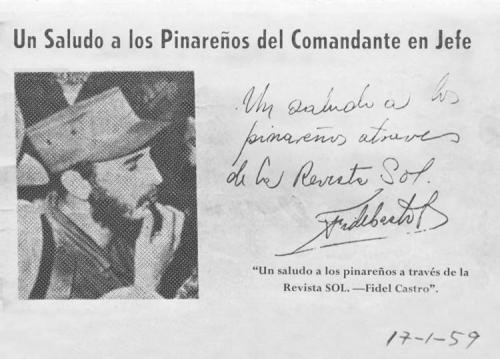 Un Saludo a los Pinareños del Comandante en Jefe
Un saludo a los
pinareños através
de la Revista Sol.
Fidel Castro R
"Un saludo a los pinareños a través de la
Revista SOL. —Fidel Castro".
17-1-59